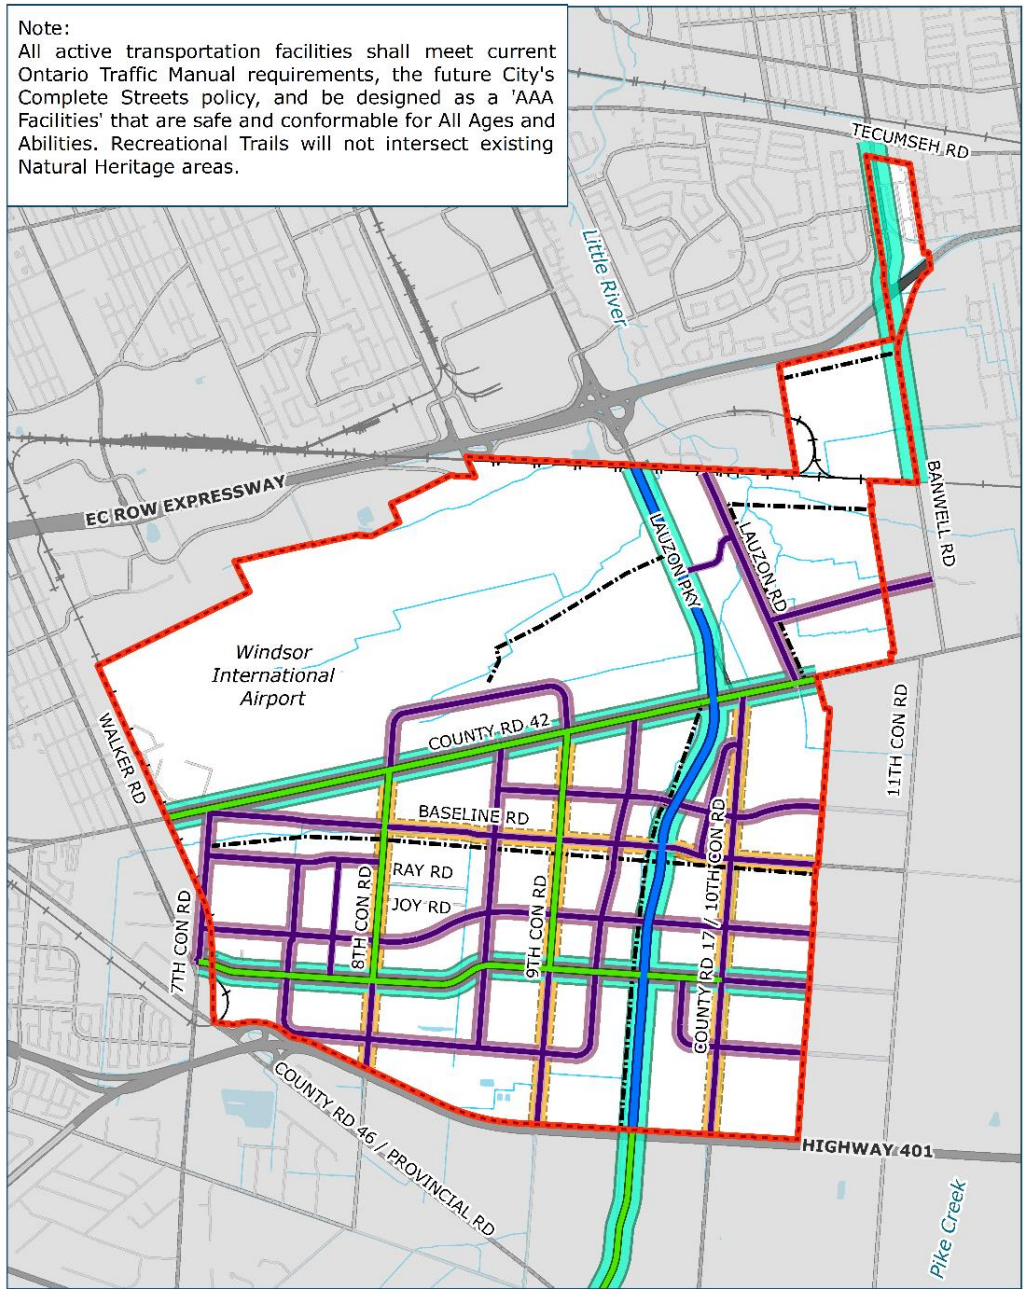 Note:
All active transportation facilities shall meet current
Ontario Traffic Manual requirements, the future City's
Complete Streets policy, and be designed as a 'AAA
Facilities' that are safe and conformable for All Ages and
Abilities. Recreational Trails will not intersect existing
Natural Heritage areas.
TECUMSEH RD
Little River
EC ROW EXPRESSWAY
BANWELL RD
LAUZON PKY
LAUZON RD
Windsor
International
Airport
WALKER RD
COUNTY RD 42
11TH CON RD
BASELINE RD
RAY RD
JOY RD
7TH CON RD
8TH CON RD
9TH CON RD
COUNTY RD 17 / 10TH CON RD
COUNTY RD 46 / PROVINCIAL RD
HIGHWAY 401
Pike Creek